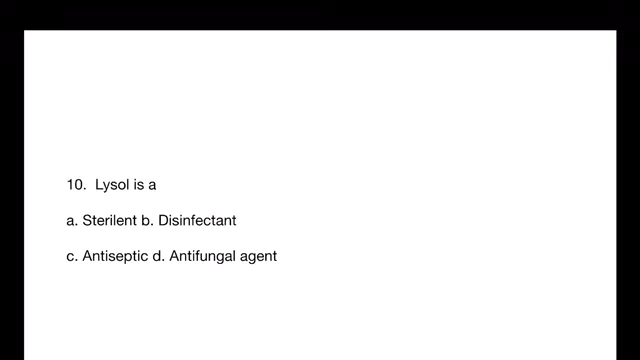 10. Lysol is a
a. Sterilent b. Disinfectant
c. Antiseptic d. Antifungal agent